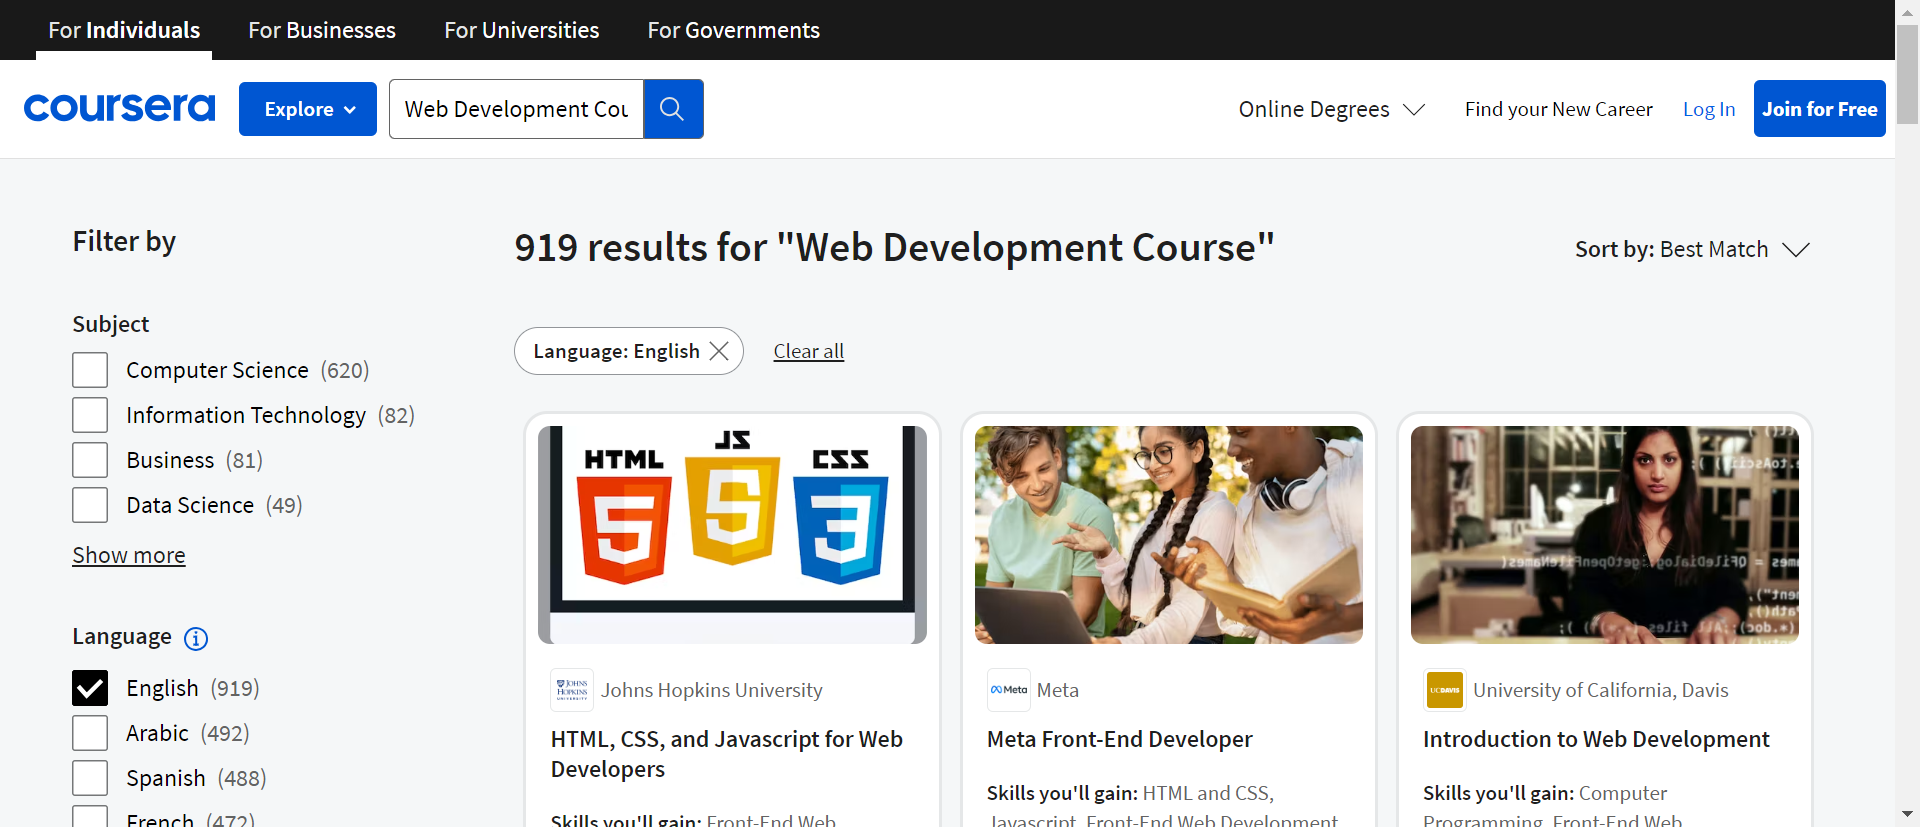 For Individuals
For Businesses
For Universities
For Governments
coursera
Explore
Web Development Cou
Online Degrees
Find your New Career
Log In
Join for Free
Filter by
919 results for "Web Development Course"
Sort by: Best Match
Subject
Computer Science (620)
Information Technology (82)
Business (81)
Data Science (49)
Show more
Language
English (919)
Arabic (492)
Spanish (488)
French (472)
Language: English
Clear all
HTML
JS
CSS
JOHNS
HOPKINS
UNIVERSITY
Johns Hopkins University
HTML, CSS, and Javascript for Web
Developers
Skills you'll gain: Front-End Web
Meta
Meta
Meta Front-End Developer
Skills you'll gain: HTML and CSS,
Javascript, Front-End Web Development
UCDAVIS
University of California, Davis
Introduction to Web Development
Skills you'll gain: Computer
Programming, Front-End Web